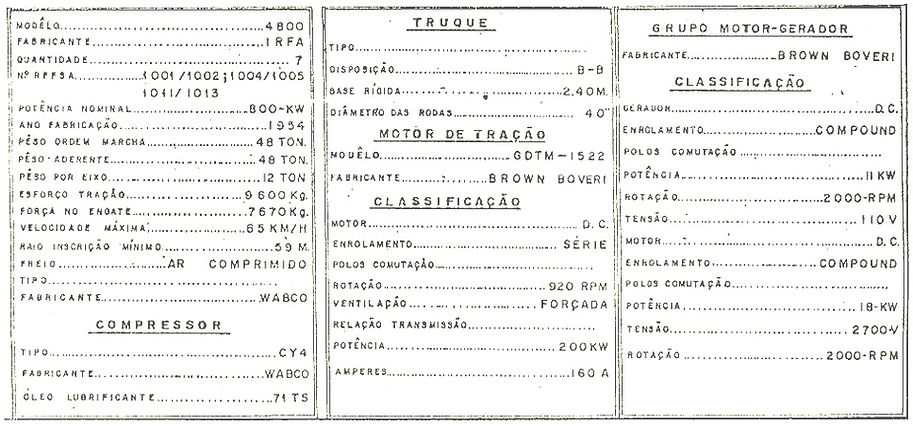 MODÊLO 4800
FABRICANTE IRFA
QUANTIDADE 7
Nº RFFSA 1001/1002;1004/1005
1011/1013
POTÊNCIA NOMINAL 800-KW
ANO FABRICAÇÃO 1954
PÊSO ORDEM MARCHA 48 TON.
PÊSO ADERENTE 48 TON.
PÊSO POR EIXO 12 TON
ESFORÇO TRAÇÃO 9600 Kg.
FORÇA NO ENGATE 7670 Kg.
VELOCIDADE MÁXIMA 65 KM/H
RAIO INSCRIÇÃO MÍNIMO 59 M.
FREIO AR COMPRIMIDO
TIPO
FABRICANTE WABCO
COMPRESSOR
TIPO CY4
FABRICANTE WABCO
ÓLEO LUBRIFICANTE 71 TS
TRUQUE
TIPO
DISPOSIÇÃO B-B
BASE RÍGIDA 2.40 M.
DIÂMETRO DAS RODAS 40"
MOTOR DE TRAÇÃO
MODÊLO GDTM-1522
FABRICANTE BROWN BOVERI
CLASSIFICAÇÃO
MOTOR D.C.
ENROLAMENTO SÉRIE
POLOS COMUTAÇÃO
ROTAÇÃO 920 RPM
VENTILAÇÃO FORÇADA
RELAÇÃO TRANSMISSÃO
POTÊNCIA 200 KW
AMPERES 160 A
GRUPO MOTOR-GERADOR
FABRICANTE BROWN BOVERI
CLASSIFICAÇÃO
GERADOR D.C.
ENROLAMENTO COMPOUND
POLOS COMUTAÇÃO
POTÊNCIA 11 KW
ROTAÇÃO 2000-RPM
TENSÃO 110 V
MOTOR D.C.
ENROLAMENTO COMPOUND
POLOS COMUTAÇÃO
POTÊNCIA 18-KW
TENSÃO 2700-V
ROTAÇÃO 2000-RPM